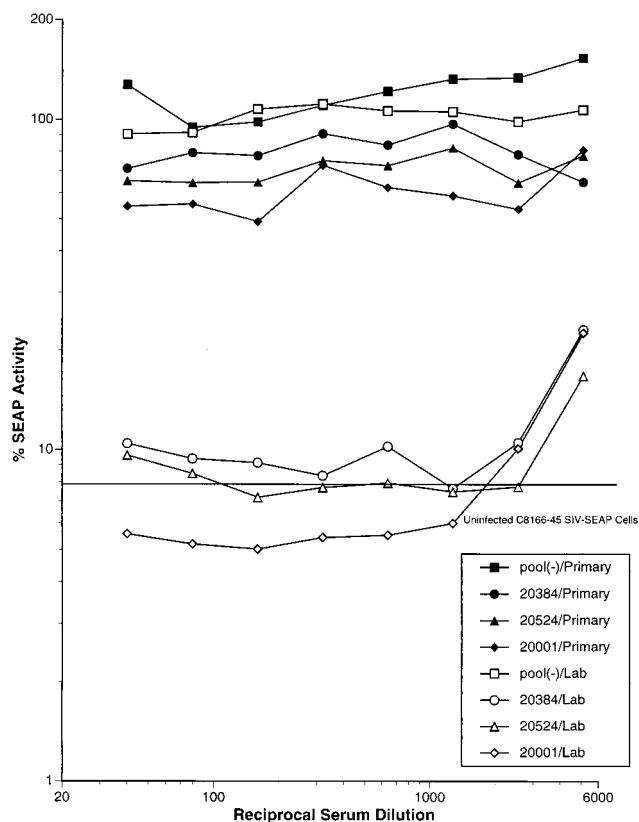 200
100
10
1
% SEAP Activity
Uninfected C8166-45 SIV-SEAP Cells
pool(-)/Primary
20384/Primary
20524/Primary
20001/Primary
pool(-)/Lab
20384/Lab
20524/Lab
20001/Lab
20 100 1000 6000
Reciprocal Serum Dilution